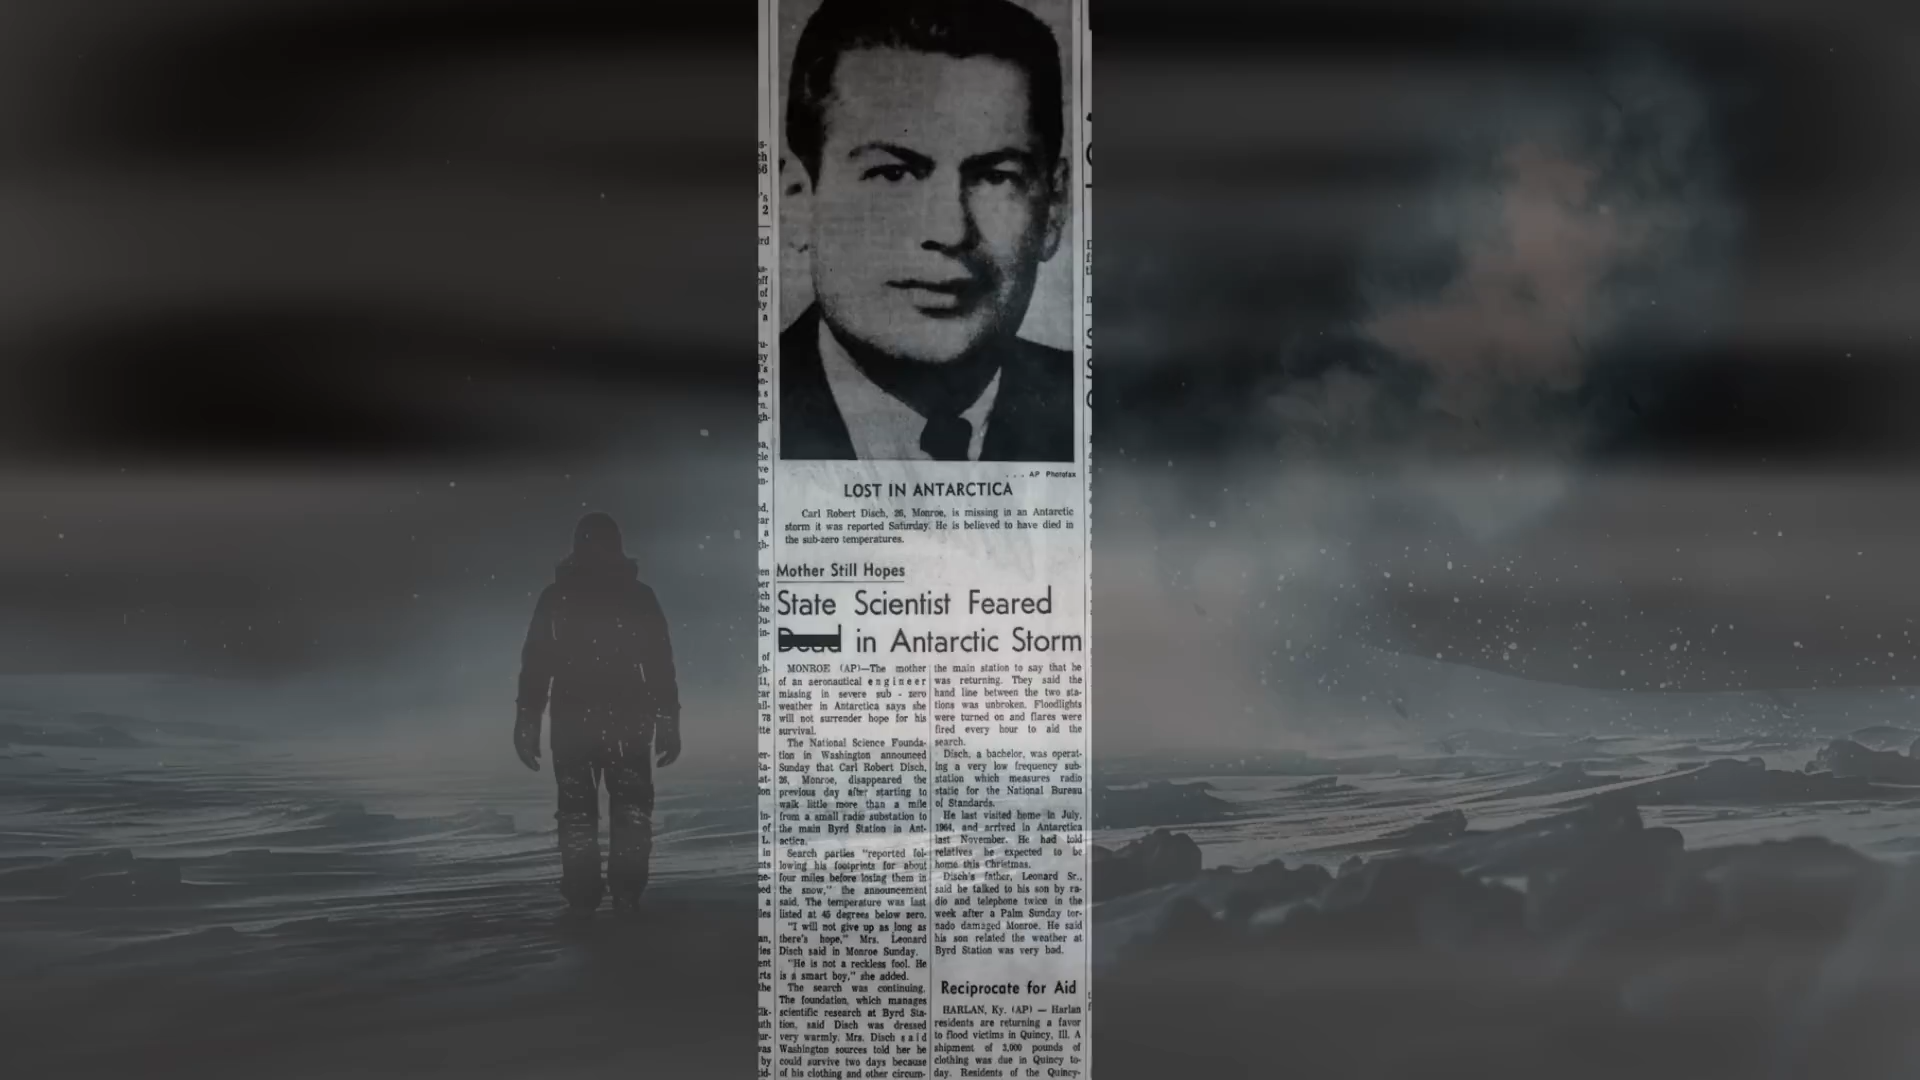 . . . AP Photofax
LOST IN ANTARCTICA
Carl Robert Disch, 26, Monroe, is missing in an Antarctic
storm it was reported Saturday. He is believed to have died in
the sub-zero temperatures.
Mother Still Hopes
State Scientist Feared
Dead in Antarctic Storm
MONROE (AP)—The mother
of an aeronautical engineer
missing in severe sub - zero
weather in Antarctica says she
will not surrender hope for his
survival.
The National Science Founda-
tion in Washington announced
Sunday that Carl Robert Disch,
26, Monroe, disappeared the
previous day after starting to
walk little more than a mile
from a small radio substation to
the main Byrd Station in Ant-
actica.
Search parties "reported fol-
lowing his footprints for about
four miles before losing them in
the snow," the announcement
said. The temperature was last
listed at 45 degrees below zero.
"I will not give up as long as
there's hope," Mrs. Leonard
Disch said in Monroe Sunday.
"He is not a reckless fool. He
is a smart boy," she added.
The search was continuing.
The foundation, which manages
scientific research at Byrd Sta-
tion, said Disch was dressed
very warmly. Mrs. Disch said
Washington sources told her he
could survive two days because
of his clothing and other circum-
the main station to say that he
was returning. They said the
hand line between the two sta-
tions was unbroken. Floodlights
were turned on and flares were
fired every hour to aid the
search.
Disch, a bachelor, was operat-
ing a very low frequency sub-
station which measures radio
static for the National Bureau
of Standards.
He last visited home in July,
1964, and arrived in Antarctica
last November. He had told
relatives he expected to be
home this Christmas.
Disch's father, Leonard Sr.,
said he talked to his son by ra-
dio and telephone twice in the
week after a Palm Sunday tor-
nado damaged Monroe. He said
his son related the weather at
Byrd Station was very bad.
Reciprocate for Aid
HARLAN, Ky. (AP) — Harlan
residents are returning a favor
to flood victims in Quincy, Ill. A
shipment of 3,000 pounds of
clothing was due in Quincy to-
day. Residents of the Quincy-